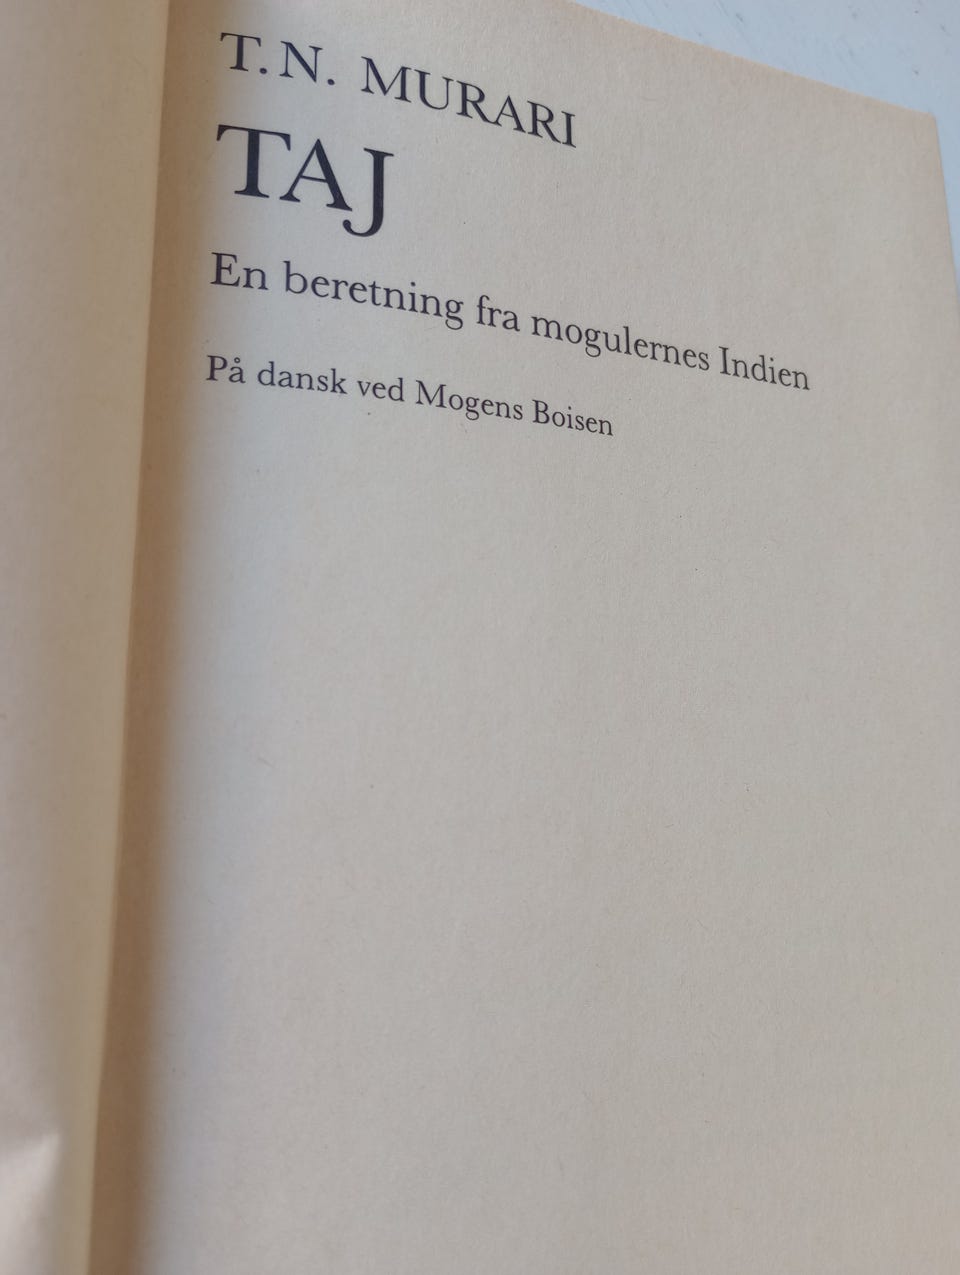 T. N. MURARI
TAJ
En beretning fra mogulernes Indien
På dansk ved Mogens Boisen